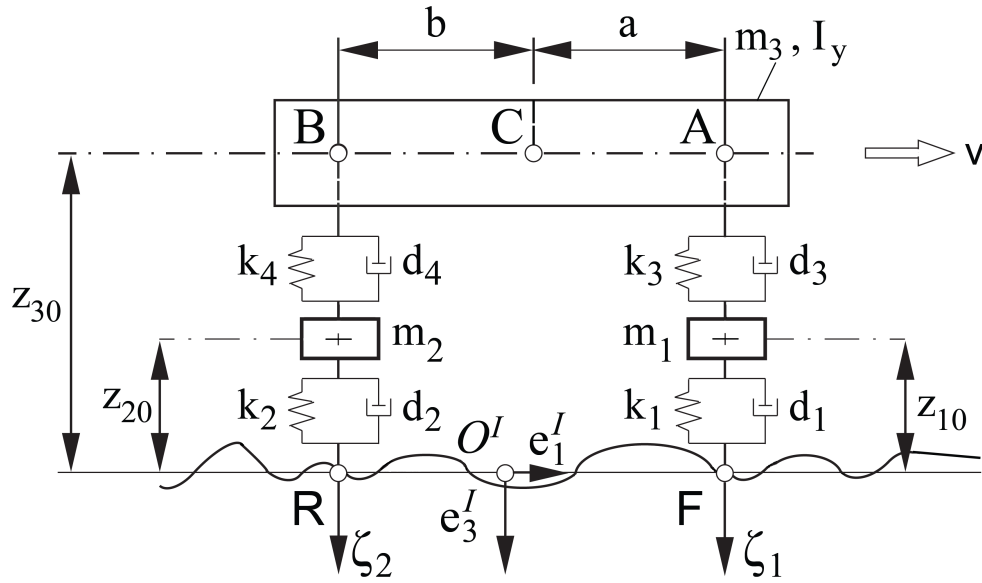 b
a
m₃ , I_y
B
C
A
v
k₄
d₄
k₃
d₃
z₃₀
m₂
m₁
z₂₀
k₂
d₂
k₁
d₁
z₁₀
Oᴵ
e₁ᴵ
R
e₃ᴵ
F
ζ₂
ζ₁